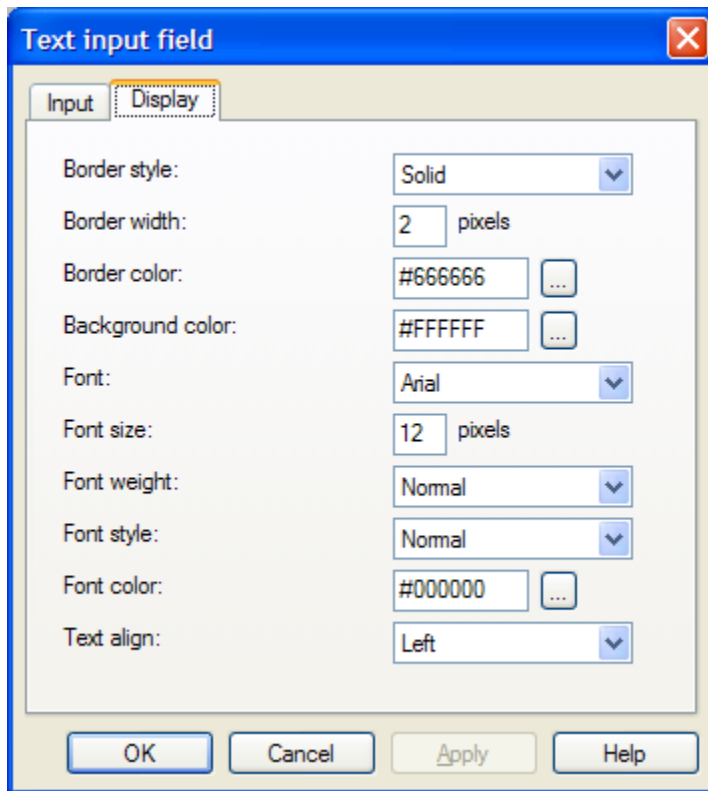 Text input field
Input Display
Border style: Solid
Border width: 2 pixels
Border color: #666666 ...
Background color: #FFFFFF ...
Font: Arial
Font size: 12 pixels
Font weight: Normal
Font style: Normal
Font color: #000000 ...
Text align: Left
OK Cancel Apply Help